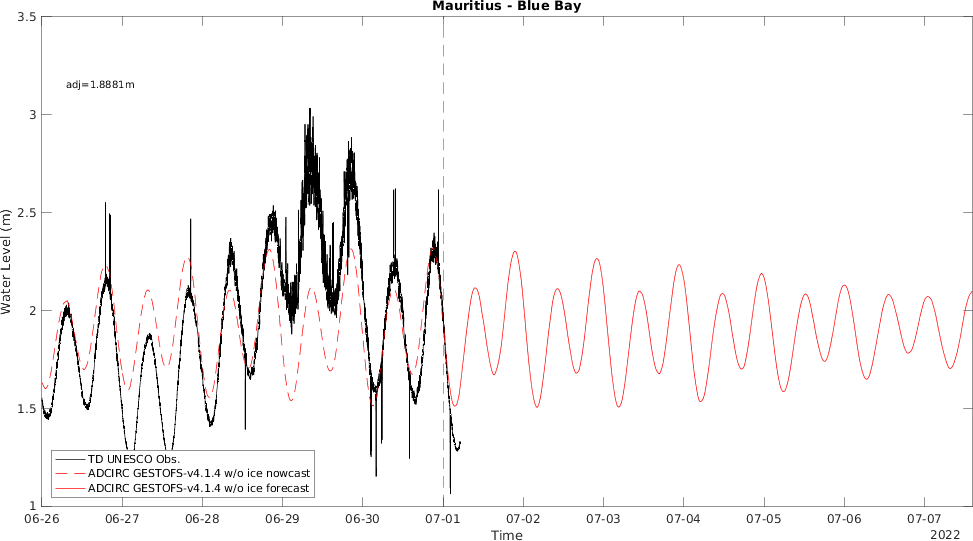 Mauritius - Blue Bay
3.5
3
2.5
2
1.5
1
Water Level (m)
adj=1.8881m
TD UNESCO Obs.
ADCIRC GESTOFS-v4.1.4 w/o ice nowcast
ADCIRC GESTOFS-v4.1.4 w/o ice forecast
06-26 06-27 06-28 06-29 06-30 07-01 07-02 07-03 07-04 07-05 07-06 07-07
Time
2022